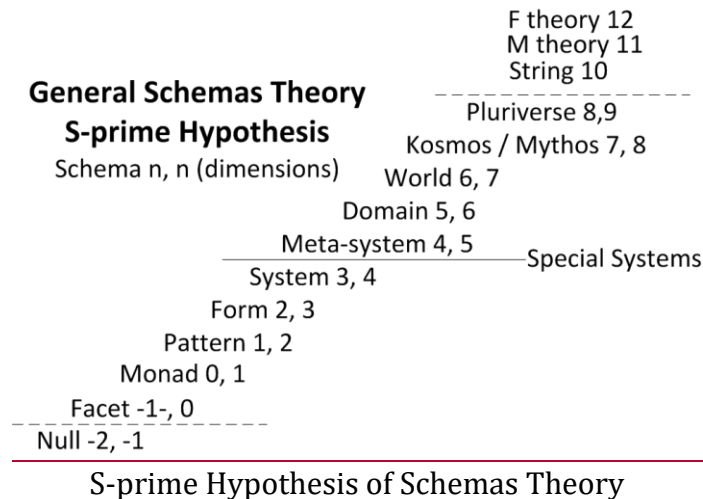 F theory 12
M theory 11
String 10
General Schemas Theory
S-prime Hypothesis
Schema n, n (dimensions)
Pluriverse 8,9
Kosmos / Mythos 7, 8
World 6, 7
Domain 5, 6
Meta-system 4, 5
Special Systems
System 3, 4
Form 2, 3
Pattern 1, 2
Monad 0, 1
Facet -1-, 0
Null -2, -1
S-prime Hypothesis of Schemas Theory